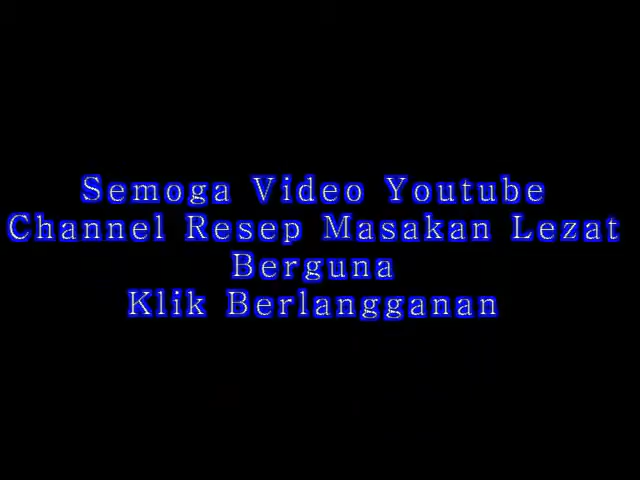 Semoga Video Youtube
Channel Resep Masakan Lezat
Berguna
Klik Berlangganan